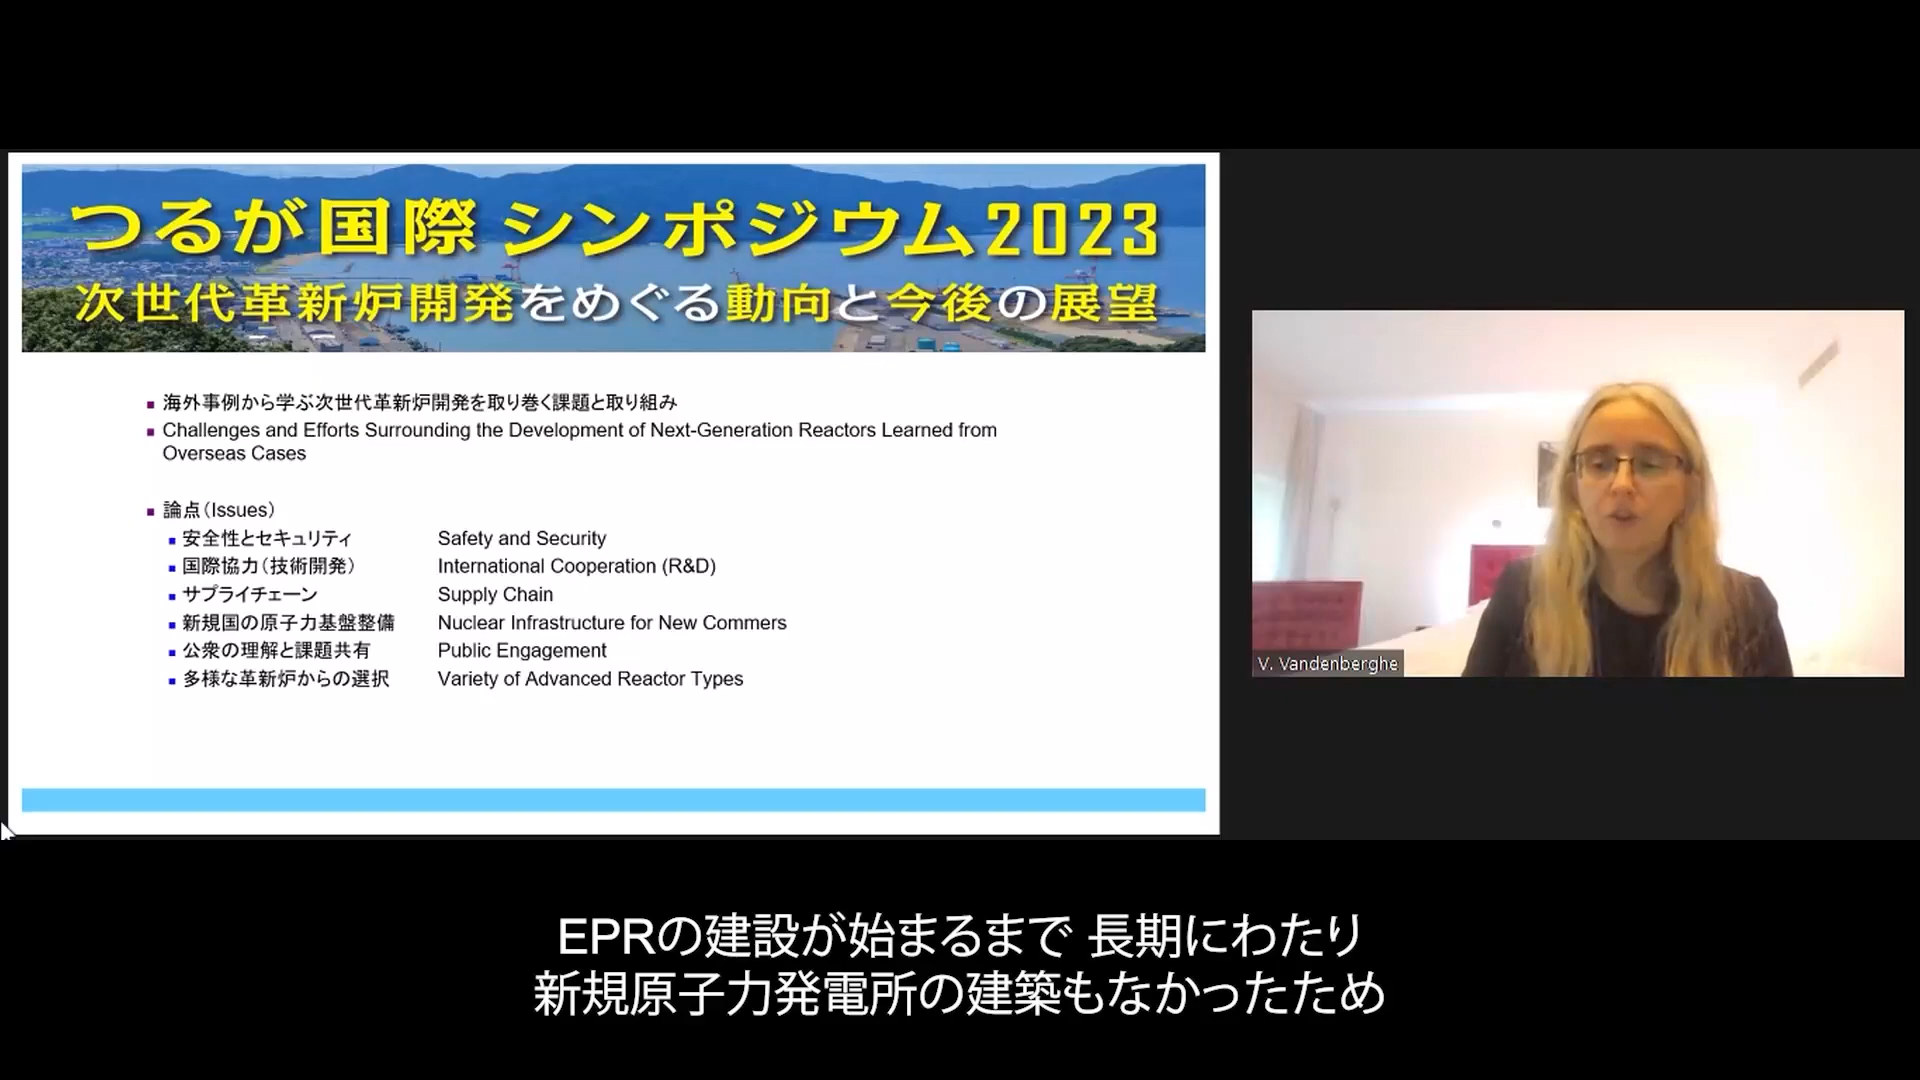 つるが国際 シンポジウム2023
次世代革新炉開発をめぐる動向と今後の展望
海外事例から学ぶ次世代革新炉開発を取り巻く課題と取り組み
Challenges and Efforts Surrounding the Development of Next-Generation Reactors Learned from
Overseas Cases
論点（Issues）
安全性とセキュリティ Safety and Security
国際協力（技術開発） International Cooperation (R&D)
サプライチェーン Supply Chain
新規国の原子力基盤整備 Nuclear Infrastructure for New Commers
公衆の理解と課題共有 Public Engagement
多様な革新炉からの選択 Variety of Advanced Reactor Types
V. Vandenberghe
EPRの建設が始まるまで 長期にわたり
新規原子力発電所の建築もなかったため